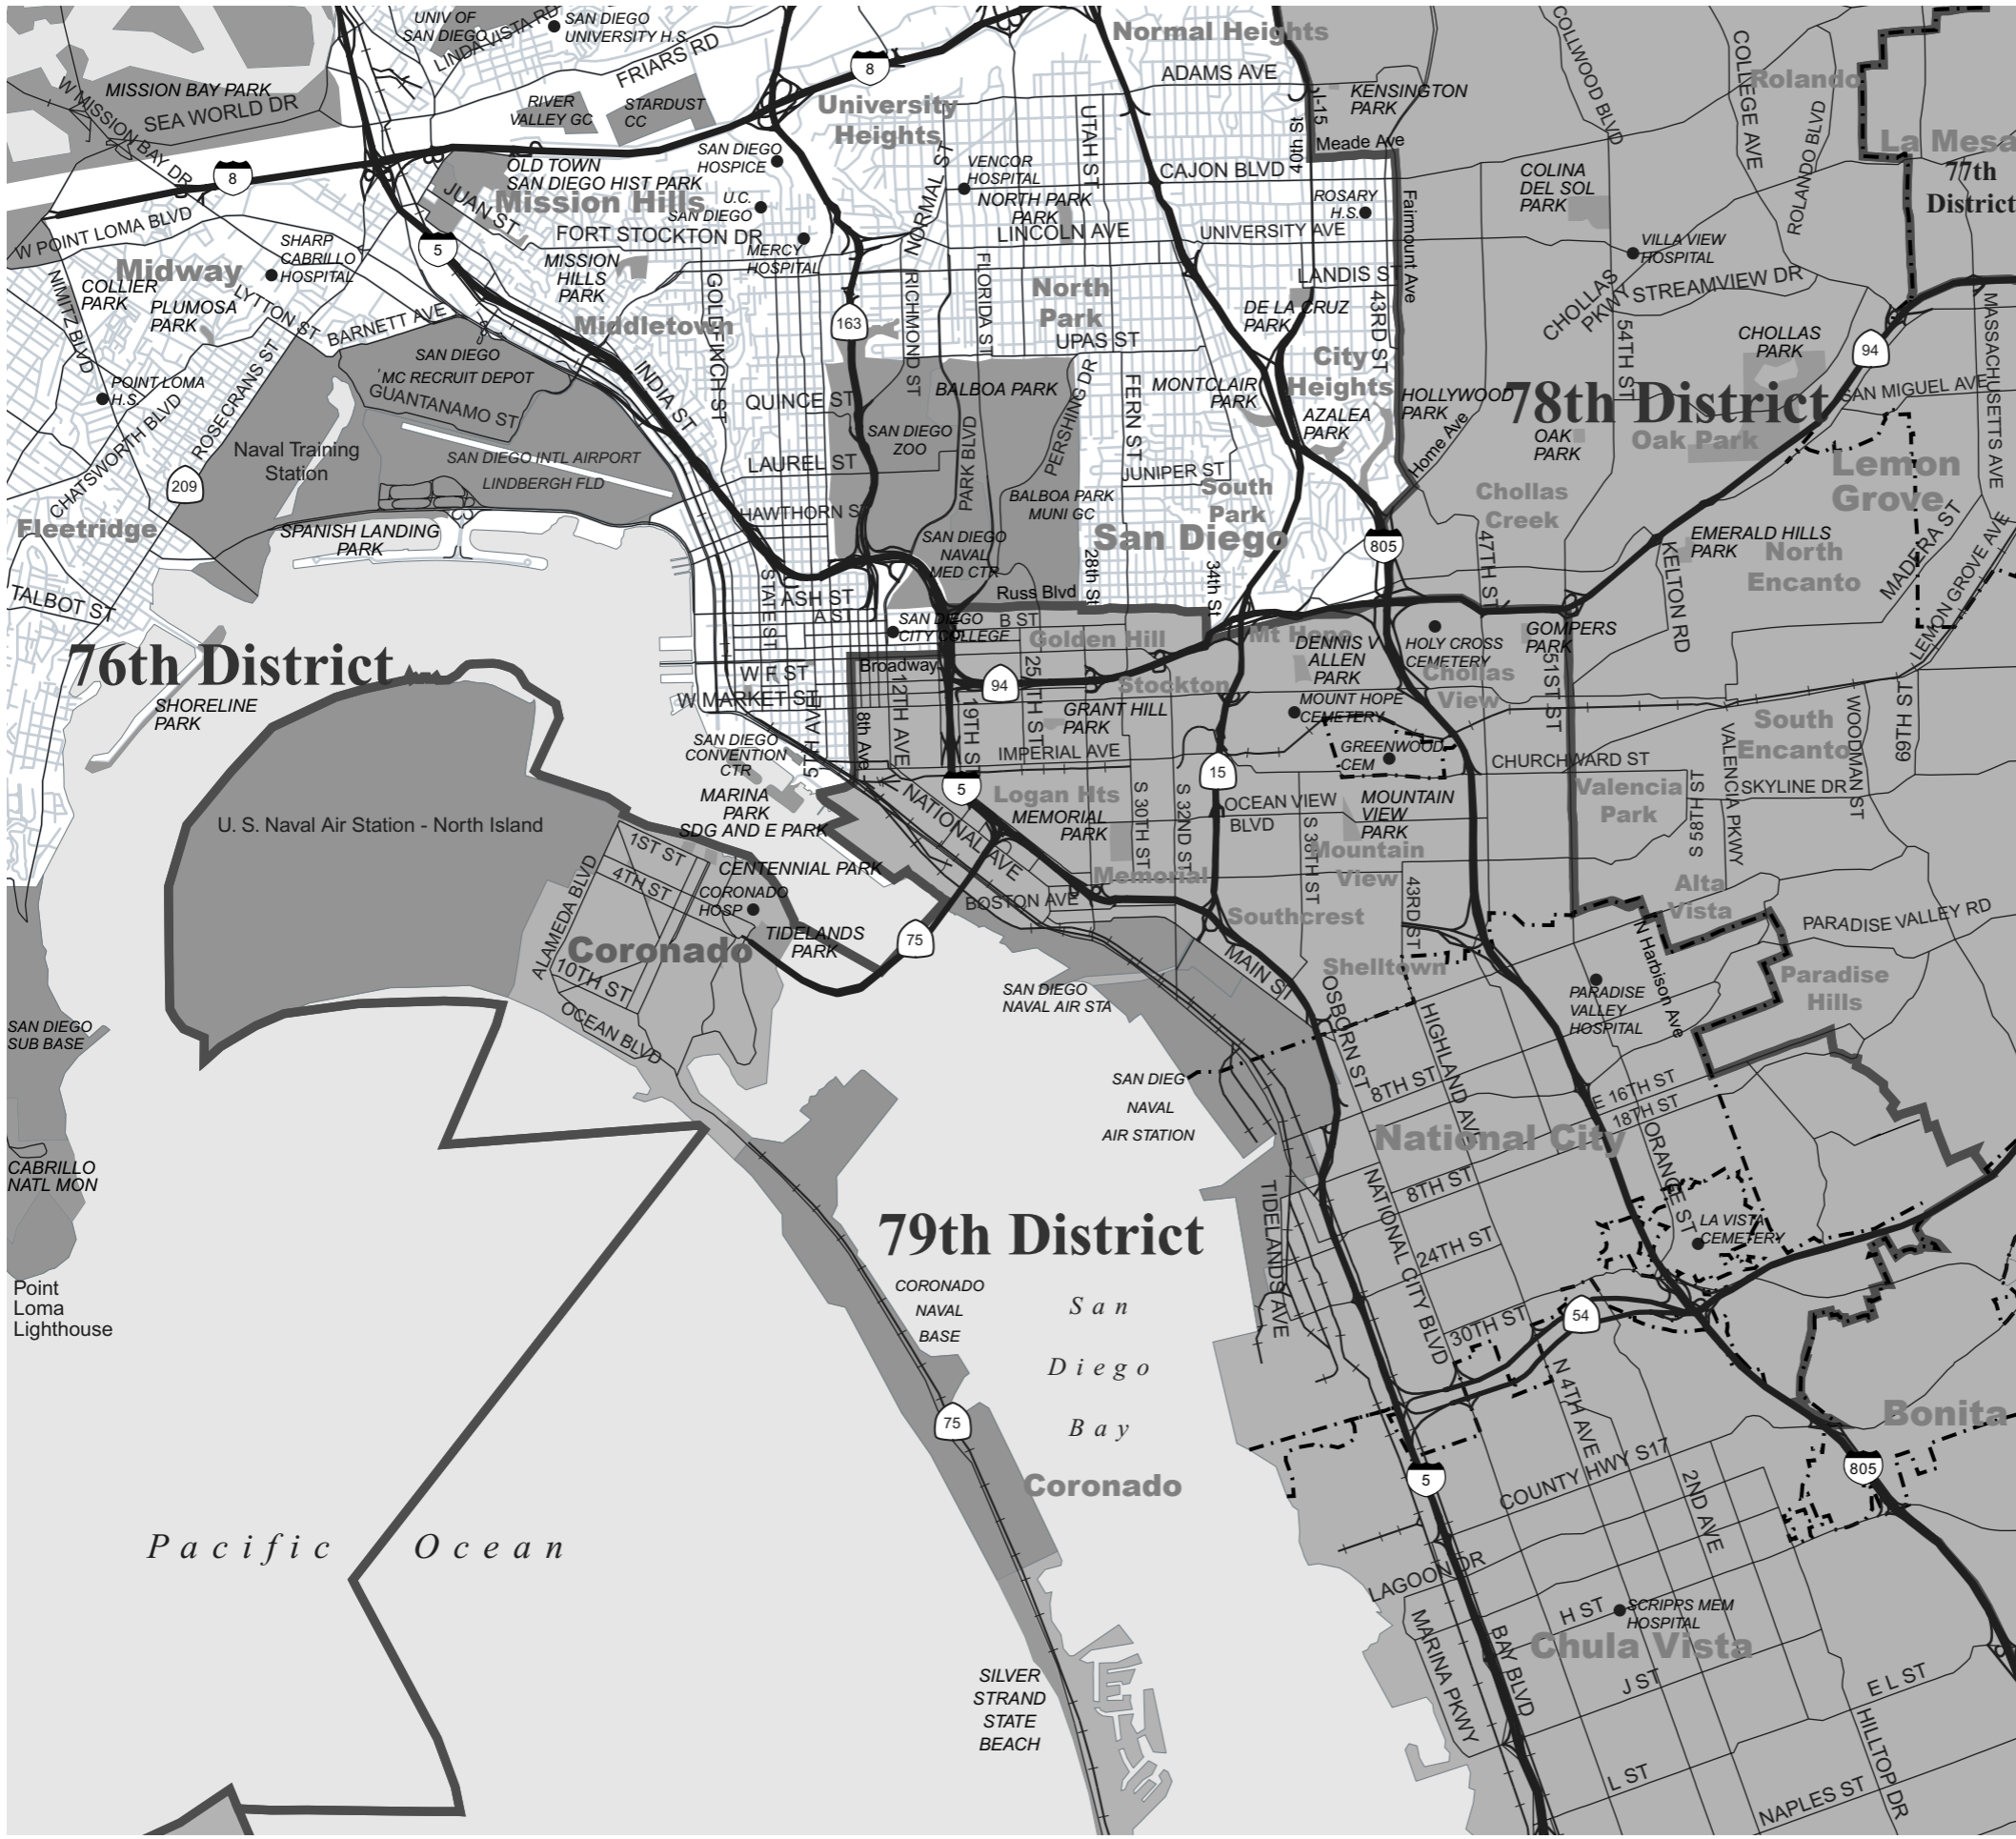 UNIV OF
SAN DIEGO
LINDA VISTA RD
SAN DIEGO
UNIVERSITY H.S.
FRIARS RD
8
Normal Heights
ADAMS AVE
COLLWOOD BLVD
COLLEGE AVE
Rolando
ROLANDO BLVD
La Mesa
77th
District
W MISSION BAY DR
MISSION BAY PARK
SEA WORLD DR
RIVER
VALLEY GC
STARDUST
CC
University
Heights
UTAH ST
40th St
I-15
KENSINGTON
PARK
Meade Ave
SAN DIEGO
HOSPICE
8
OLD TOWN
SAN DIEGO HIST PARK
JUAN ST
Mission Hills
U.C.
SAN DIEGO
NORMAL ST
VENCOR
HOSPITAL
NORTH PARK
PARK
CAJON BLVD
ROSARY
H.S.
Fairmount Ave
COLINA
DEL SOL
PARK
W POINT LOMA BLVD
5
FORT STOCKTON DR
MERCY
HOSPITAL
LINCOLN AVE
UNIVERSITY AVE
VILLA VIEW
HOSPITAL
SHARP
CABRILLO
HOSPITAL
Midway
COLLIER
PARK
PLUMOSA
PARK
NIMITZ BLVD
LYTTON ST
BARNETT AVE
MISSION
HILLS
PARK
Middletown
GOLDFINCH ST
RICHMOND ST
FLORIDA ST
163
North
Park
UPAS ST
LANDIS ST
DE LA CRUZ
PARK
43RD ST
CHOLLAS
PKWY
STREAMVIEW DR
54TH ST
CHOLLAS
PARK
94
MASSACHUSETTS AVE
SAN DIEGO
MC RECRUIT DEPOT
GUANTANAMO ST
POINT LOMA
H.S.
CHATSWORTH BLVD
ROSECRANS ST
INDIA ST
QUINCE ST
BALBOA PARK
PERSHING DR
FERN ST
MONTCLAIR
PARK
City
Heights
HOLLYWOOD
PARK
AZALEA
PARK
78th District
SAN MIGUEL AVE
OAK
PARK
Oak Park
Lemon
Grove
Naval Training
Station
SAN DIEGO INTL AIRPORT
LINDBERGH FLD
209
SAN DIEGO
ZOO
LAUREL ST
PARK BLVD
JUNIPER ST
South
Park
Home Ave
Chollas
Creek
BALBOA PARK
MUNI GC
HAWTHORN ST
Fleetridge
SPANISH LANDING
PARK
San Diego
805
EMERALD HILLS
PARK
North
Encanto
MADERA ST
LEMON GROVE AVE
SAN DIEGO
NAVAL
MED CTR
28th St
34th St
47TH ST
KELTON RD
TALBOT ST
STATE ST
ASH ST
A ST
Russ Blvd
B ST
SAN DIEGO
CITY COLLEGE
Golden Hill
Mt Hope
DENNIS V
ALLEN
PARK
HOLY CROSS
CEMETERY
GOMPERS
PARK
76th District
SHORELINE
PARK
W F ST
Broadway
W MARKET ST
12TH AVE
94
25TH ST
Stockton
Chollas
View
51ST ST
8th Ave
5TH AVE
19TH ST
GRANT HILL
PARK
MOUNT HOPE
CEMETERY
VALENCIA PKWY
South
Encanto
WOODMAN ST
69TH ST
SAN DIEGO
CONVENTION
CTR
IMPERIAL AVE
GREENWOOD
CEM
CHURCHWARD ST
5
15
Logan Hts
S 30TH ST
S 32ND ST
OCEAN VIEW
BLVD
S 38TH ST
MOUNTAIN
VIEW
PARK
Valencia
Park
S 58TH ST
SKYLINE DR
MARINA
PARK
SDG AND E PARK
NATIONAL AVE
MEMORIAL
PARK
U. S. Naval Air Station - North Island
1ST ST
4TH ST
CENTENNIAL PARK
CORONADO
HOSP
Memorial
Mountain
View
43RD ST
Alta
Vista
PARADISE VALLEY RD
ALAMEDA BLVD
BOSTON AVE
Southcrest
75
TIDELANDS
PARK
Coronado
10TH ST
OCEAN BLVD
MAIN ST
Shelltown
OSBORN ST
N Harbison Ave
Paradise
Hills
PARADISE
VALLEY
HOSPITAL
SAN DIEGO
NAVAL AIR STA
SAN DIEGO
SUB BASE
HIGHLAND AVE
8TH ST
SAN DIEG
NAVAL
AIR STATION
E 16TH ST
18TH ST
ORANGE ST
National City
CABRILLO
NATL MON
8TH ST
TIDELANDS AVE
NATIONAL CITY BLVD
24TH ST
LA VISTA
CEMETERY
79th District
Point
Loma
Lighthouse
CORONADO
NAVAL
BASE
San
Diego
Bay
30TH ST
54
N 4TH AVE
75
Bonita
Coronado
5
COUNTY HWY S17
2ND AVE
805
Pacific Ocean
LAGOON DR
H ST
SCRIPPS MEM
HOSPITAL
Chula Vista
MARINA PKWY
BAY BLVD
J ST
E L ST
SILVER
STRAND
STATE
BEACH
HILLTOP DR
L ST
NAPLES ST